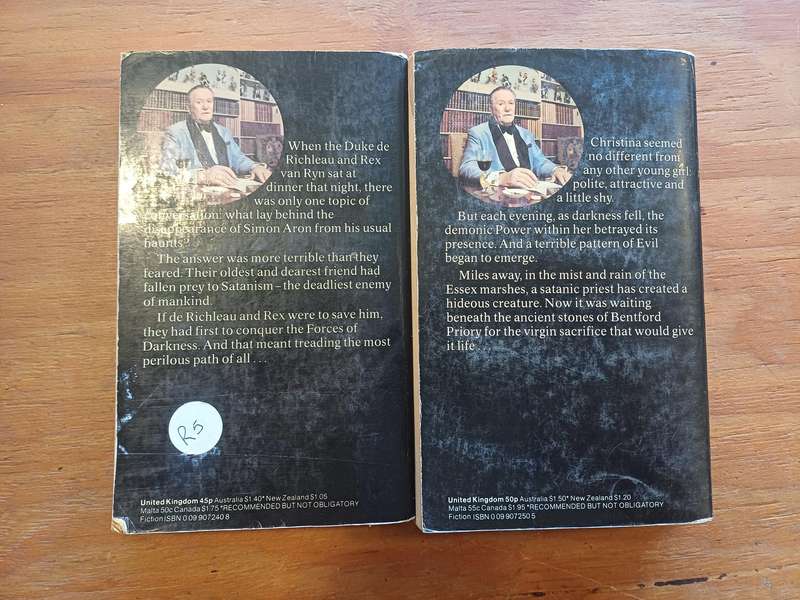 When the Duke de
Richleau and Rex
van Ryn sat at
dinner that night, there
was only one topic of
conversation: what lay behind the
disappearance of Simon Aron from his usual
haunts?
The answer was more terrible than they
feared. Their oldest and dearest friend had
fallen prey to Satanism – the deadliest enemy
of mankind.
If de Richleau and Rex were to save him,
they had first to conquer the Forces of
Darkness. And that meant treading the most
perilous path of all . . .
R5
United Kingdom 45p Australia $1.40* New Zealand $1.05
Malta 50c Canada $1.75 *RECOMMENDED BUT NOT OBLIGATORY
Fiction ISBN 0 09 907240 8
Christina seemed
no different from
any other young girl:
polite, attractive and
a little shy.
But each evening, as darkness fell, the
demonic Power within her betrayed its
presence. And a terrible pattern of Evil
began to emerge.
Miles away, in the mist and rain of the
Essex marshes, a satanic priest has created a
hideous creature. Now it was waiting
beneath the ancient stones of Bentford
Priory for the virgin sacrifice that would give
it life . . .
United Kingdom 50p Australia $1.50* New Zealand $1.20
Malta 55c Canada $1.95 *RECOMMENDED BUT NOT OBLIGATORY
Fiction ISBN 0 09 907250 5